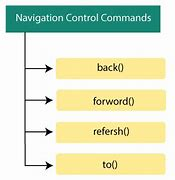 Navigation Control Commands
back()
forword()
refersh()
to()